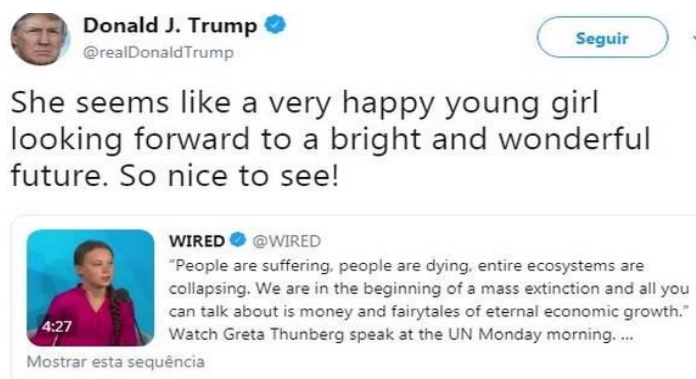 Donald J. Trump
@realDonaldTrump
Seguir
She seems like a very happy young girl
looking forward to a bright and wonderful
future. So nice to see!
WIRED @WIRED
"People are suffering, people are dying, entire ecosystems are
collapsing. We are in the beginning of a mass extinction and all you
can talk about is money and fairytales of eternal economic growth."
Watch Greta Thunberg speak at the UN Monday morning. ...
4:27
Mostrar esta sequência